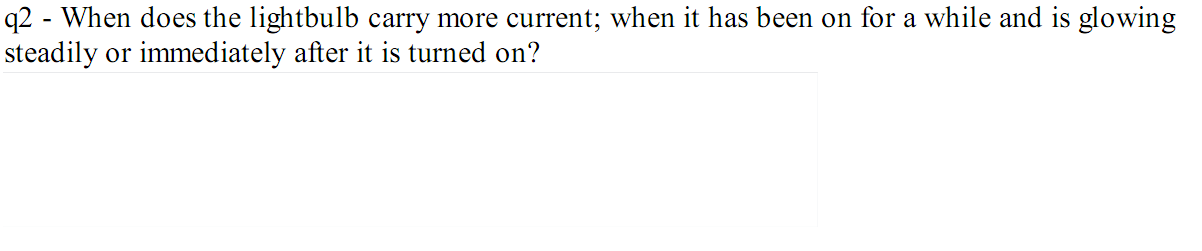 q2 - When does the lightbulb carry more current; when it has been on for a while and is glowing
steadily or immediately after it is turned on?